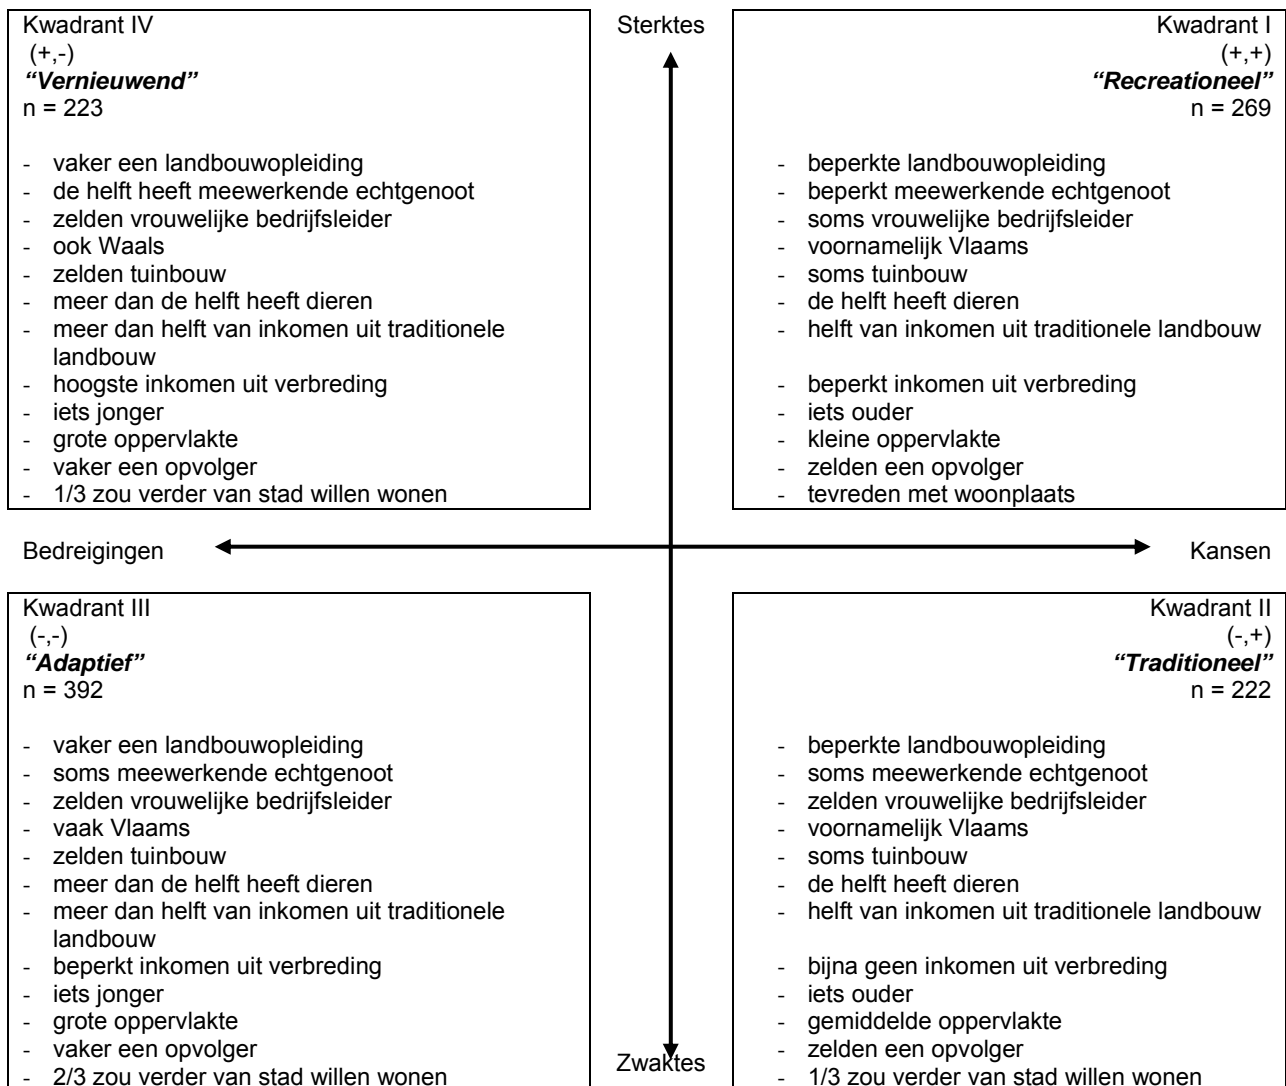 Kwadrant IV
(+,-)
“Vernieuwend”
n = 223
- vaker een landbouwopleiding
- de helft heeft meewerkende echtgenoot
- zelden vrouwelijke bedrijfsleider
- ook Waals
- zelden tuinbouw
- meer dan de helft heeft dieren
- meer dan helft van inkomen uit traditionele
landbouw
- hoogste inkomen uit verbreding
- iets jonger
- grote oppervlakte
- vaker een opvolger
- 1/3 zou verder van stad willen wonen
Sterktes
Kwadrant I
(+,+)
“Recreationeel”
n = 269
- beperkte landbouwopleiding
- beperkt meewerkende echtgenoot
- soms vrouwelijke bedrijfsleider
- voornamelijk Vlaams
- soms tuinbouw
- de helft heeft dieren
- helft van inkomen uit traditionele landbouw
- beperkt inkomen uit verbreding
- iets ouder
- kleine oppervlakte
- zelden een opvolger
- tevreden met woonplaats
Bedreigingen
Kansen
Kwadrant III
(-,-)
“Adaptief”
n = 392
- vaker een landbouwopleiding
- soms meewerkende echtgenoot
- zelden vrouwelijke bedrijfsleider
- vaak Vlaams
- zelden tuinbouw
- meer dan de helft heeft dieren
- meer dan helft van inkomen uit traditionele
landbouw
- beperkt inkomen uit verbreding
- iets jonger
- grote oppervlakte
- vaker een opvolger
- 2/3 zou verder van stad willen wonen
Zwaktes
Kwadrant II
(-,+)
“Traditioneel”
n = 222
- beperkte landbouwopleiding
- soms meewerkende echtgenoot
- zelden vrouwelijke bedrijfsleider
- voornamelijk Vlaams
- soms tuinbouw
- de helft heeft dieren
- helft van inkomen uit traditionele landbouw
- bijna geen inkomen uit verbreding
- iets ouder
- gemiddelde oppervlakte
- zelden een opvolger
- 1/3 zou verder van stad willen wonen